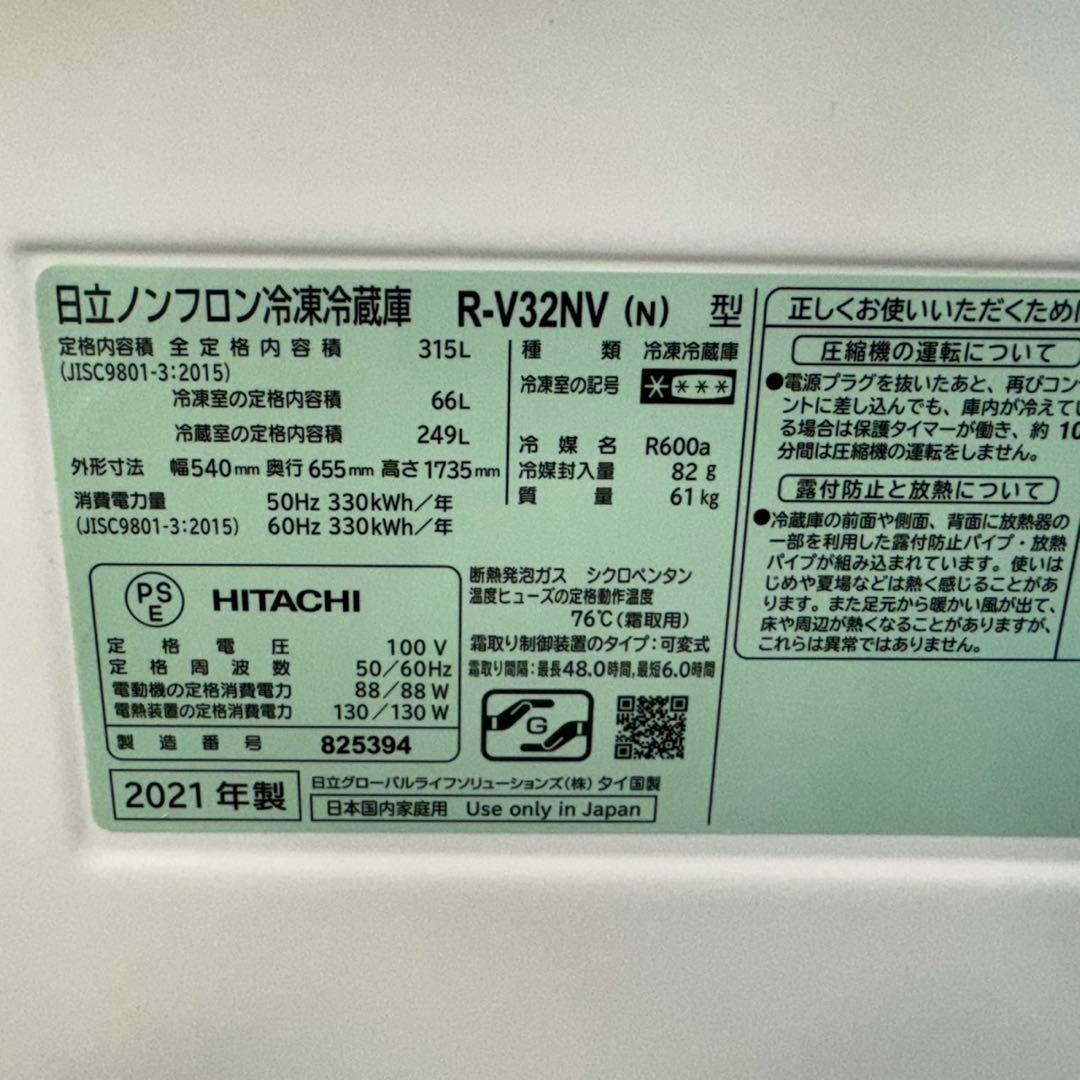 日立ノンフロン冷凍冷蔵庫 R-V32NV (N) 型
定格内容積 全定格内容積 315L
(JISC9801-3:2015)
冷凍室の定格内容積 66L
冷蔵室の定格内容積 249L
外形寸法 幅540mm 奥行655mm 高さ1735mm
消費電力量 50Hz 330kWh/年
(JISC9801-3:2015) 60Hz 330kWh/年
種類 冷凍冷蔵庫
冷凍室の記号 ****
冷媒名 R600a
冷媒封入量 82g
質量 61kg
PSE HITACHI
定格電圧 100V
定格周波数 50/60Hz
電動機の定格消費電力 88/88W
電熱装置の定格消費電力 130/130W
製造番号 825394
断熱発泡ガス シクロペンタン
温度ヒューズの定格動作温度
76℃(霜取用)
霜取り制御装置のタイプ:可変式
霜取り間隔:最長48.0時間,最短6.0時間
G
2021年製
日立グローバルライフソリューションズ(株) タイ国製
日本国内家庭用 Use only in Japan
正しくお使いいただくために
圧縮機の運転について
●電源プラグを抜いたあと、再びコンセ
ントに差し込んでも、庫内が冷えてい
る場合は保護タイマーが働き、約10
分間は圧縮機の運転をしません。
露付防止と放熱について
●冷蔵庫の前面や側面、背面に放熱器の
一部を利用した露付防止パイプ・放熱
パイプが組み込まれています。使いは
じめや夏場などは熱く感じることがあ
ります。また足元から暖かい風が出て、
床や周辺が熱くなることがありますが、
これらは異常ではありません。